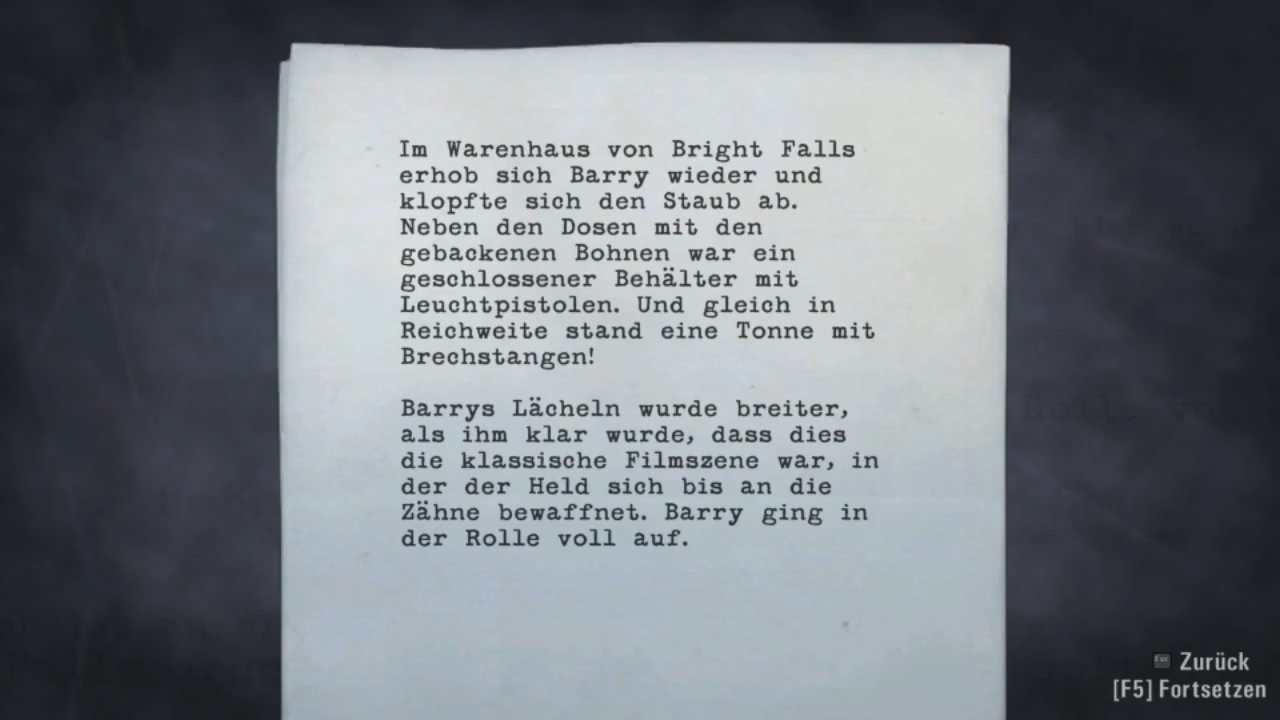 Im Warenhaus von Bright Falls
erhob sich Barry wieder und
klopfte sich den Staub ab.
Neben den Dosen mit den
gebackenen Bohnen war ein
geschlossener Behälter mit
Leuchtpistolen. Und gleich in
Reichweite stand eine Tonne mit
Brechstangen!

Barrys Lächeln wurde breiter,
als ihm klar wurde, dass dies
die klassische Filmszene war, in
der der Held sich bis an die
Zähne bewaffnet. Barry ging in
der Rolle voll auf.
Esc Zurück
[F5] Fortsetzen